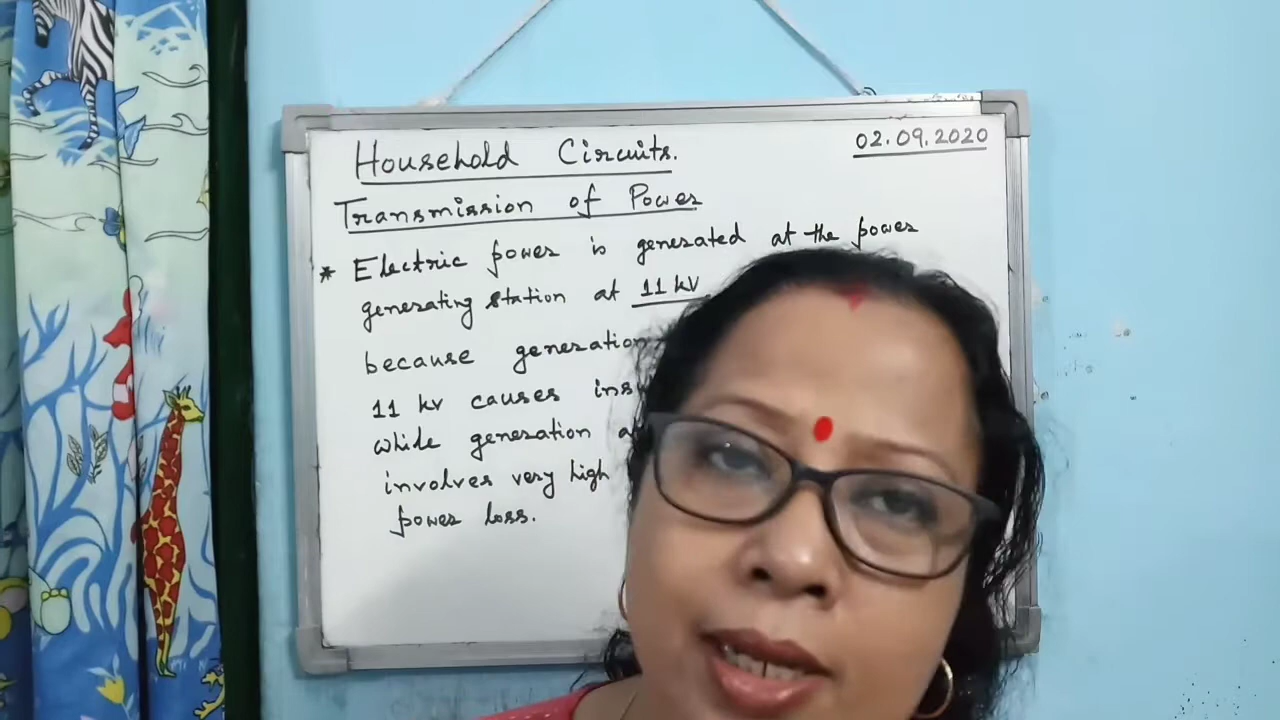 Household Circuits.
02.09.2020
Transmission of Power
* Electric power is generated at the power
generating station at 11 kV
because generation
11 kv causes
while generation
involves very high
power loss.